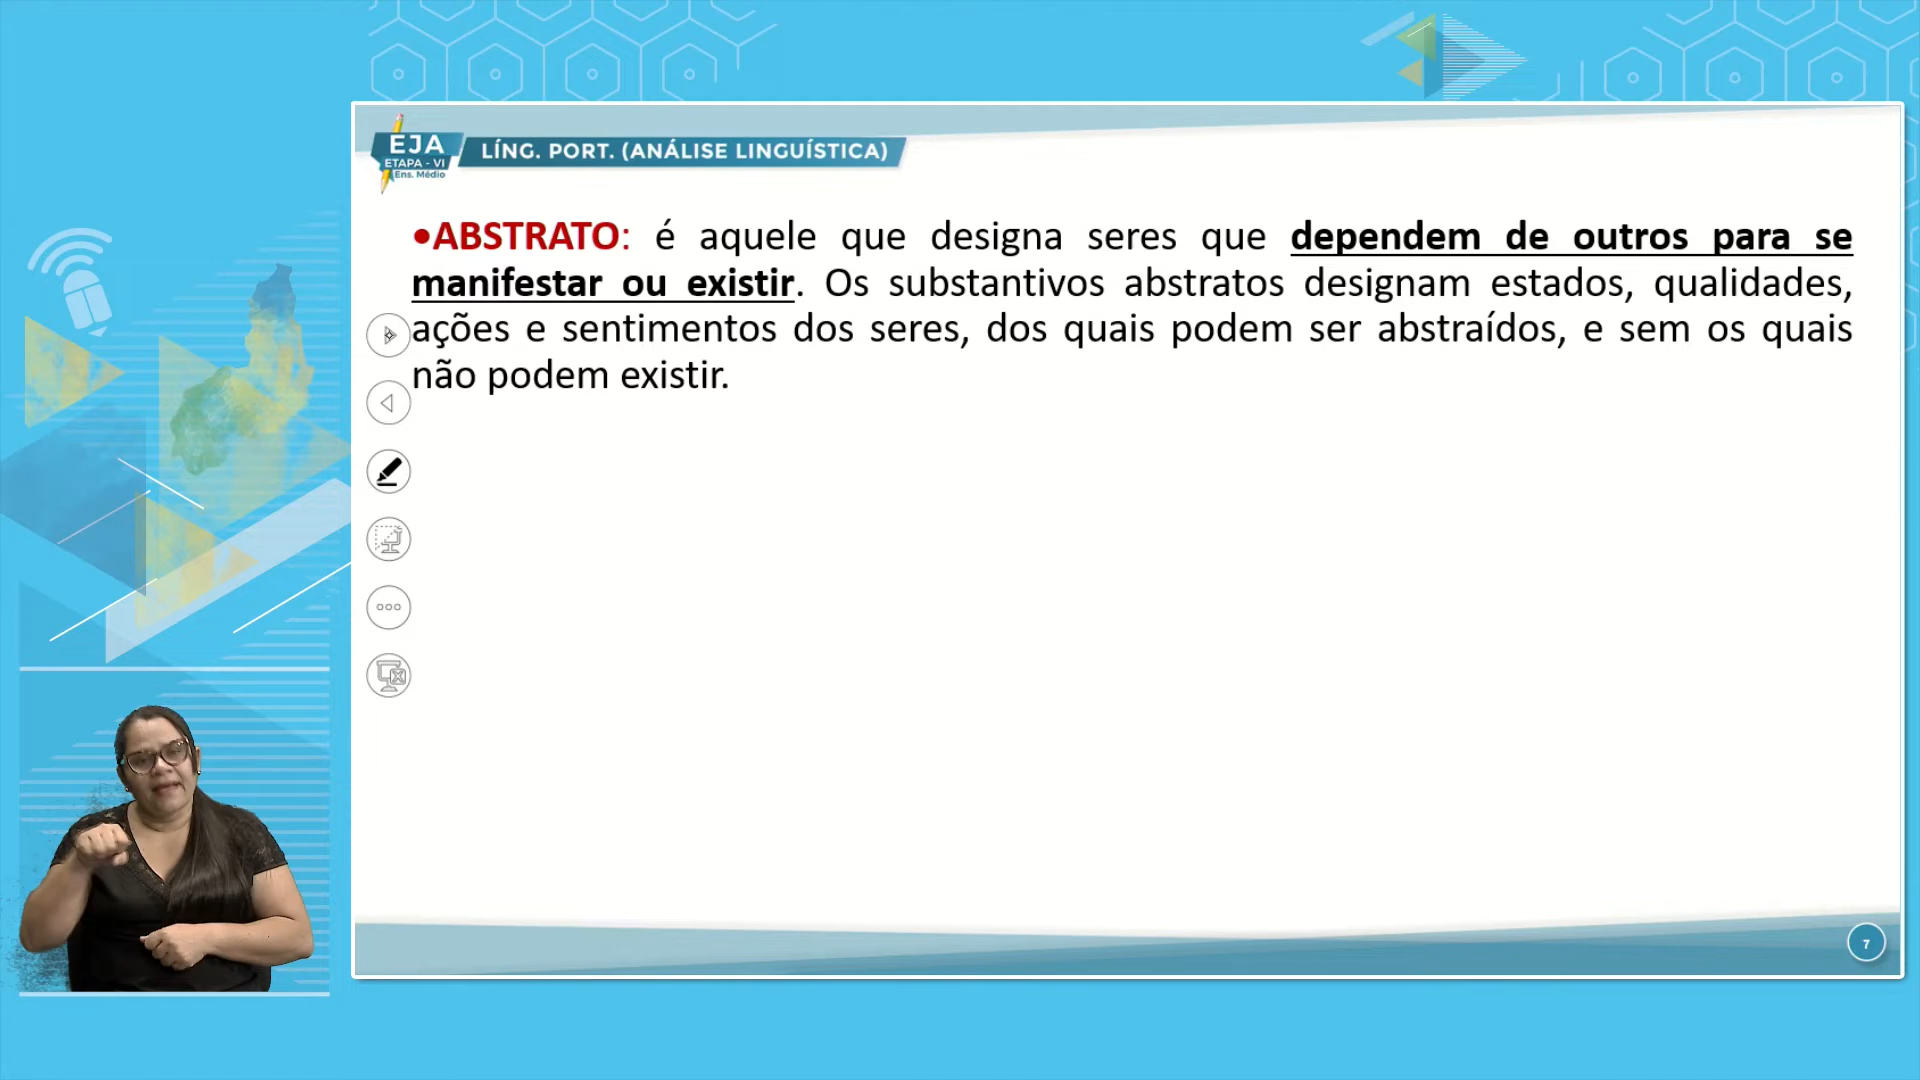 EJA
ETAPA - VI
Ens. Médio
LÍNG. PORT. (ANÁLISE LINGUÍSTICA)
•ABSTRATO: é aquele que designa seres que dependem de outros para se
manifestar ou existir. Os substantivos abstratos designam estados, qualidades,
ações e sentimentos dos seres, dos quais podem ser abstraídos, e sem os quais
não podem existir.
7